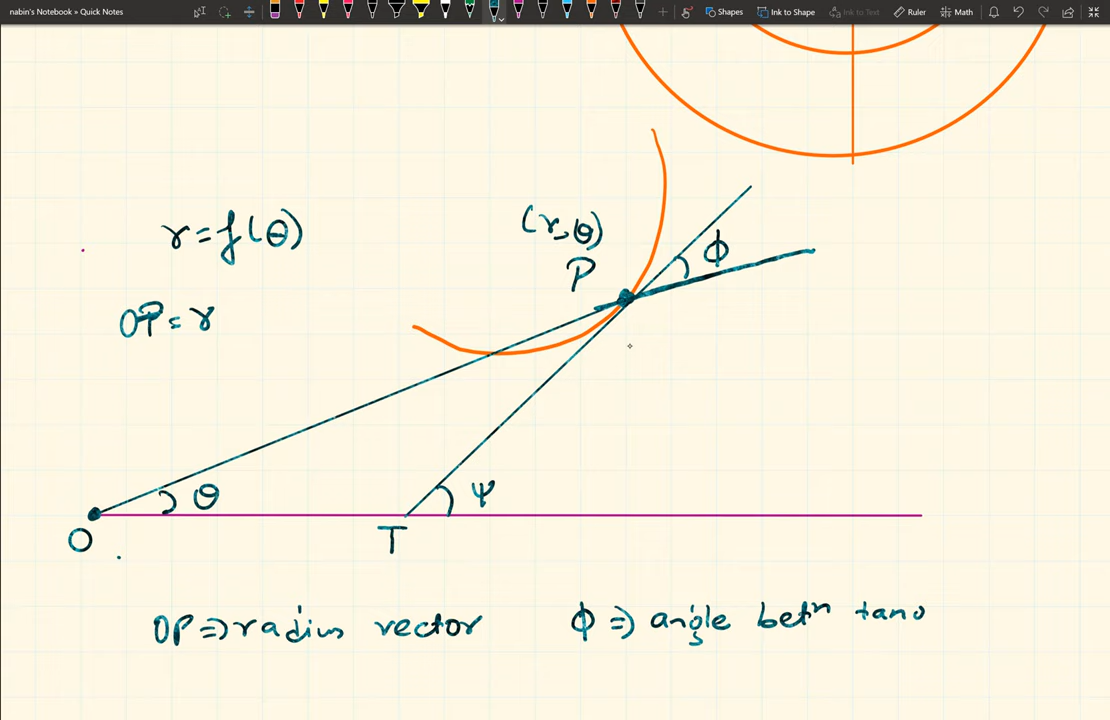 nabin's Notebook » Quick Notes
Shapes
Ink to Shape
Ink to Text
Ruler
Math
r=f(θ)
(r,θ)
P
ϕ
OP=r
θ
ψ
O
T
OP⇒radius vector
ϕ ⇒ angle betⁿ tang